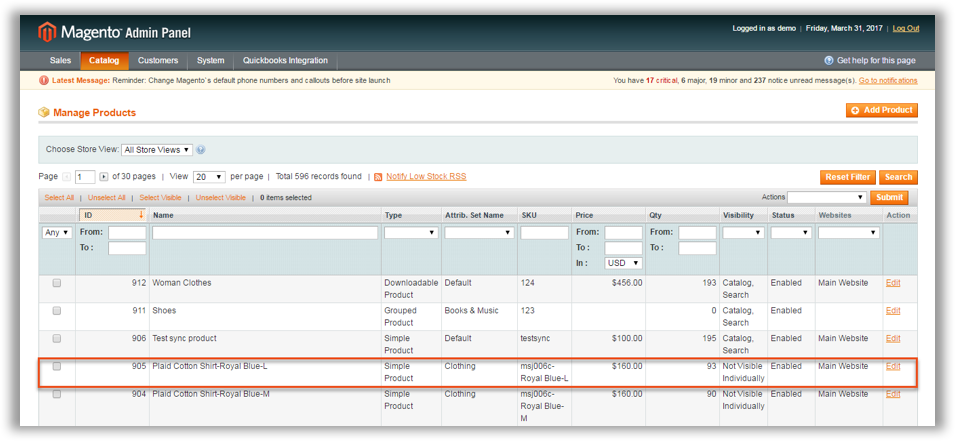 Magento Admin Panel
Logged in as demo | Friday, March 31, 2017 | Log Out
Sales Catalog Customers System Quickbooks Integration Get help for this page
Latest Message: Reminder: Change Magento`s default phone numbers and callouts before site launch You have 17 critical, 6 major, 19 minor and 237 notice unread message(s). Go to notifications
Manage Products Add Product
Choose Store View: All Store Views
Page 1 of 30 pages | View 20 per page | Total 596 records found | Notify Low Stock RSS Reset Filter Search
Select All | Unselect All | Select Visible | Unselect Visible | 0 items selected Actions Submit
ID Name Type Attrib. Set Name SKU Price Qty Visibility Status Websites Action
Any From: From: From:
To : To : To :
In : USD
912 Woman Clothes Downloadable Default 124 $456.00 193 Catalog, Enabled Main Website Edit
Product Search
911 Shoes Grouped Books & Music 123 0 Catalog, Enabled Edit
Product Search
906 Test sync product Simple Default testsync $100.00 195 Catalog, Enabled Main Website Edit
Product Search
905 Plaid Cotton Shirt-Royal Blue-L Simple Clothing msj006c- $160.00 93 Not Visible Enabled Main Website Edit
Product Royal Blue-L Individually
904 Plaid Cotton Shirt-Royal Blue-M Simple Clothing msj006c- $160.00 90 Not Visible Enabled Main Website Edit
Product Royal Blue- Individually
M